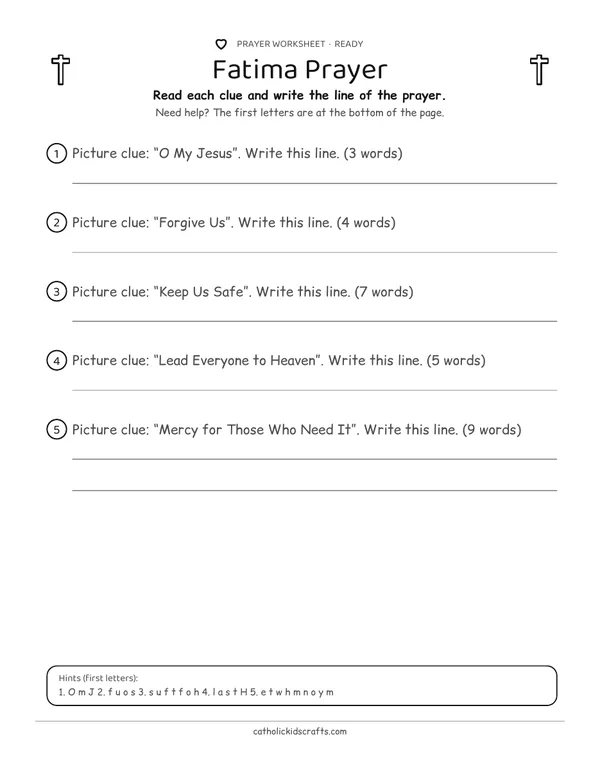 PRAYER WORKSHEET · READY
Fatima Prayer
Read each clue and write the line of the prayer.
Need help? The first letters are at the bottom of the page.
1 Picture clue: “O My Jesus”. Write this line. (3 words)
2 Picture clue: “Forgive Us”. Write this line. (4 words)
3 Picture clue: “Keep Us Safe”. Write this line. (7 words)
4 Picture clue: “Lead Everyone to Heaven”. Write this line. (5 words)
5 Picture clue: “Mercy for Those Who Need It”. Write this line. (9 words)
Hints (first letters):
1. O m J 2. f u o s 3. s u f t f o h 4. l a s t H 5. e t w h m n o y m
catholickidscrafts.com